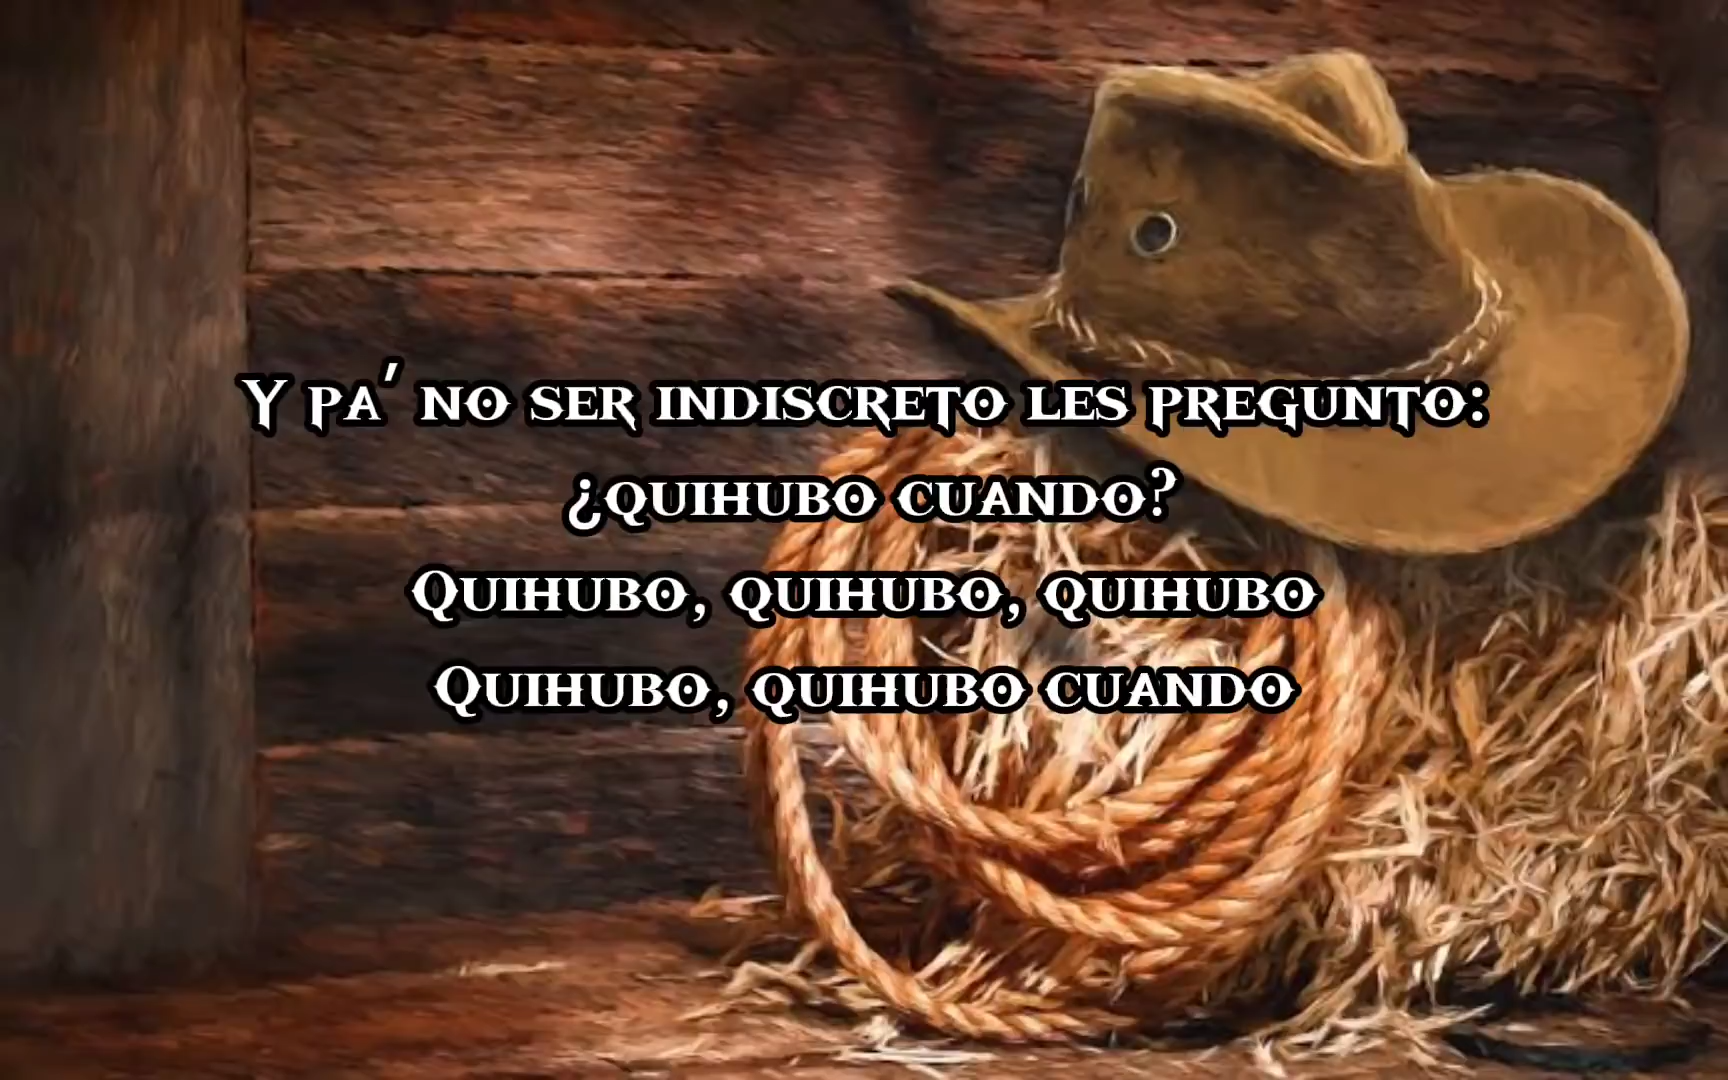 Y pa' no ser indiscreto les pregunto:
¿quihubo cuando?
Quihubo, quihubo, quihubo
Quihubo, quihubo cuando